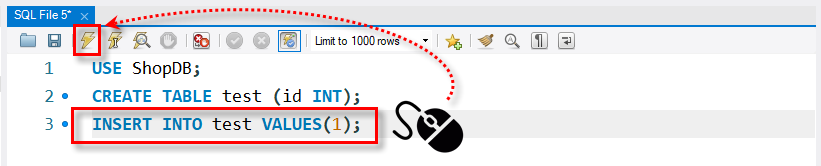 SQL File 5*
Limit to 1000 rows
1 USE ShopDB;
2 CREATE TABLE test (id INT);
3 INSERT INTO test VALUES(1);